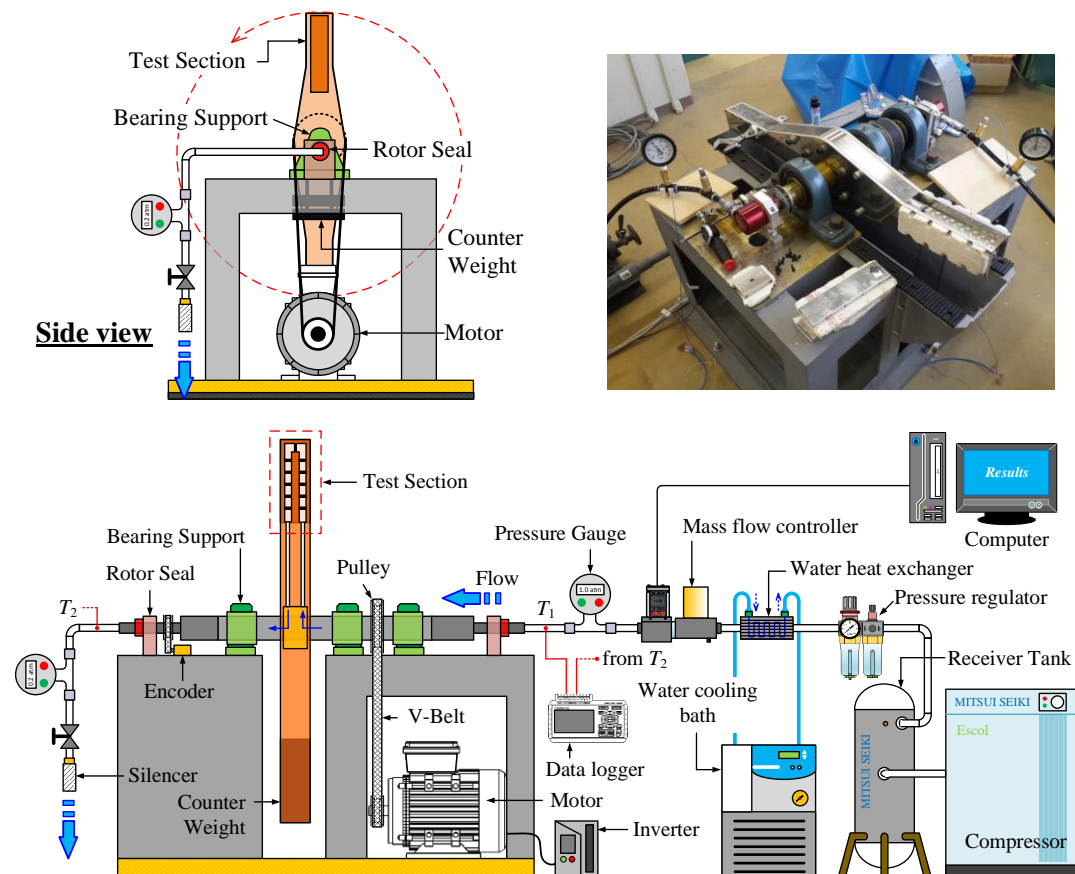 Test Section
Bearing Support
Rotor Seal
0.2 atm
Counter
Weight
Motor
Side view
Test Section
Bearing Support
Rotor Seal
T2
0.2 atm
Encoder
Silencer
Counter
Weight
Pulley
V-Belt
Flow
Pressure Gauge
1.0 atm
T1
from T2
Data logger
Motor
Inverter
Mass flow controller
Water heat exchanger
Water cooling
bath
Results
Computer
Pressure regulator
Receiver Tank
MITSUI SEIKI
MITSUI SEIKI
Escol
Compressor